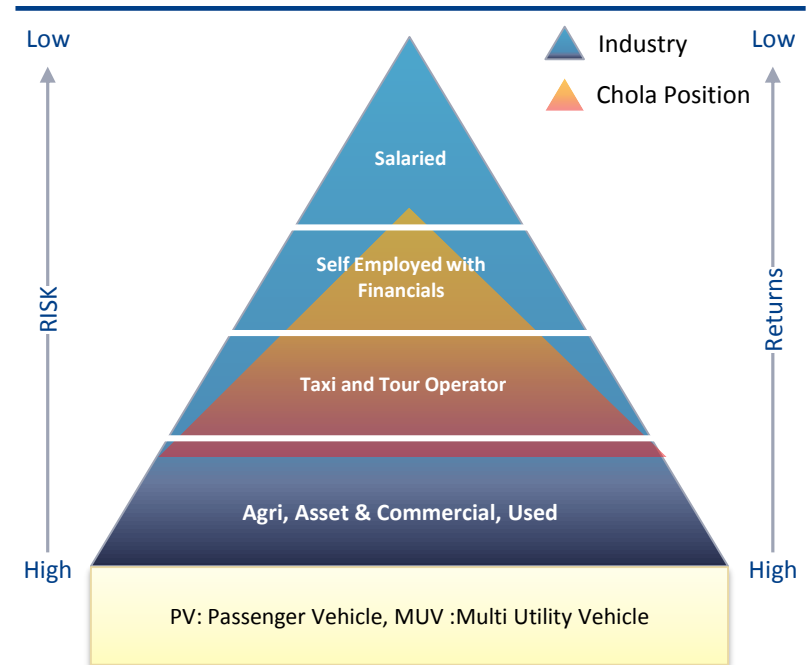 Low
Industry
Low
Chola Position
Salaried
Self Employed with
Financials
RISK
Returns
Taxi and Tour Operator
Agri, Asset & Commercial, Used
High
High
PV: Passenger Vehicle, MUV :Multi Utility Vehicle